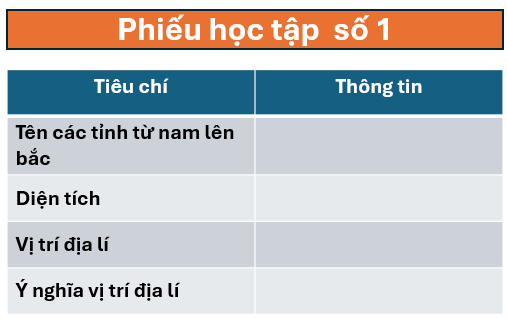 Phiếu học tập số 1
Tiêu chí
Thông tin
Tên các tỉnh từ nam lên
bắc
Diện tích
Vị trí địa lí
Ý nghĩa vị trí địa lí